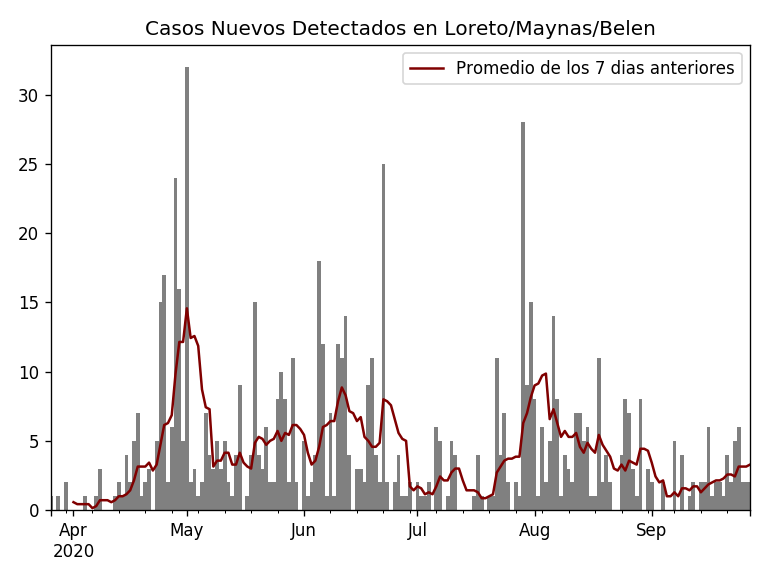 Casos Nuevos Detectados en Loreto/Maynas/Belen
Promedio de los 7 dias anteriores
30
25
20
15
10
5
0
Apr May Jun Jul Aug Sep
2020